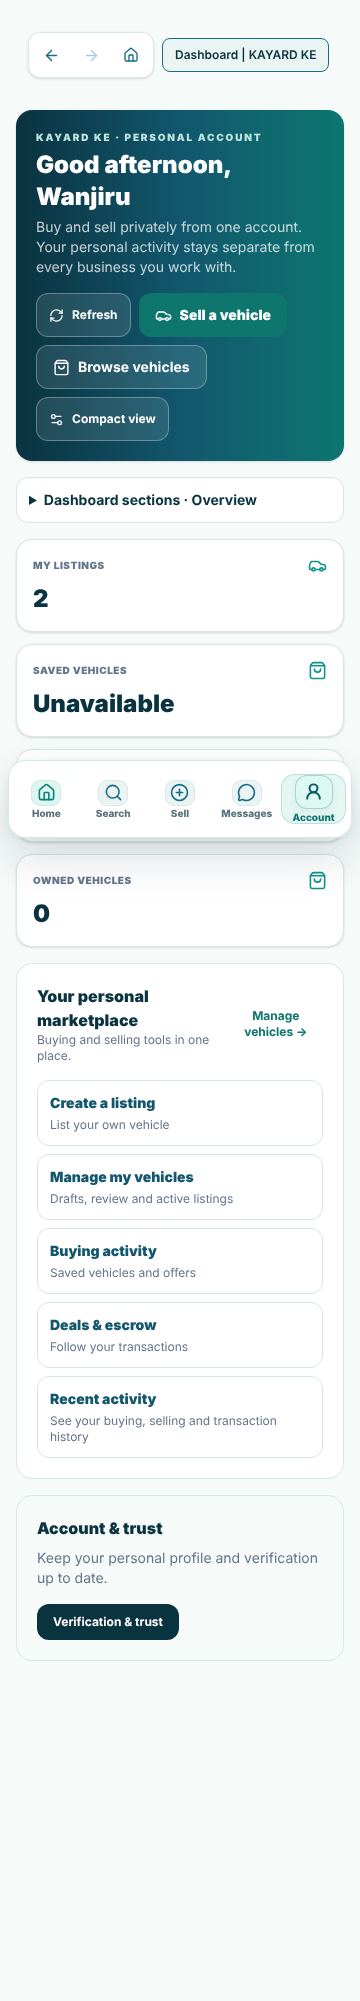 Dashboard | KAYARD KE
KAYARD KE · PERSONAL ACCOUNT
Good afternoon,
Wanjiru
Buy and sell privately from one account.
Your personal activity stays separate from
every business you work with.
Refresh
Sell a vehicle
Browse vehicles
Compact view
Dashboard sections · Overview
MY LISTINGS
2
SAVED VEHICLES
Unavailable
Home
Search
Sell
Messages
Account
OWNED VEHICLES
0
Your personal
marketplace
Buying and selling tools in one
place.
Manage
vehicles →
Create a listing
List your own vehicle
Manage my vehicles
Drafts, review and active listings
Buying activity
Saved vehicles and offers
Deals & escrow
Follow your transactions
Recent activity
See your buying, selling and transaction
history
Account & trust
Keep your personal profile and verification
up to date.
Verification & trust